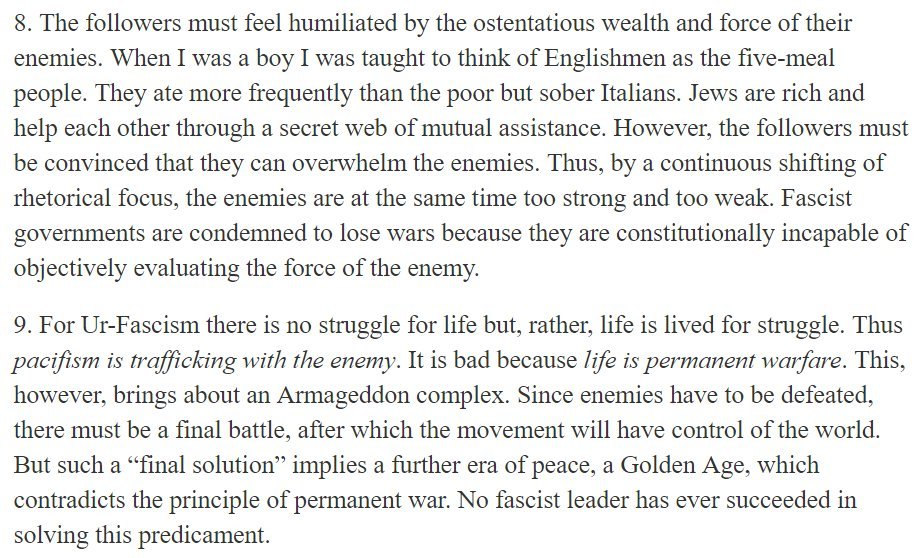 8. The followers must feel humiliated by the ostentatious wealth and force of their
enemies. When I was a boy I was taught to think of Englishmen as the five-meal
people. They ate more frequently than the poor but sober Italians. Jews are rich and
help each other through a secret web of mutual assistance. However, the followers must
be convinced that they can overwhelm the enemies. Thus, by a continuous shifting of
rhetorical focus, the enemies are at the same time too strong and too weak. Fascist
governments are condemned to lose wars because they are constitutionally incapable of
objectively evaluating the force of the enemy.
9. For Ur-Fascism there is no struggle for life but, rather, life is lived for struggle. Thus
pacifism is trafficking with the enemy. It is bad because life is permanent warfare. This,
however, brings about an Armageddon complex. Since enemies have to be defeated,
there must be a final battle, after which the movement will have control of the world.
But such a “final solution” implies a further era of peace, a Golden Age, which
contradicts the principle of permanent war. No fascist leader has ever succeeded in
solving this predicament.